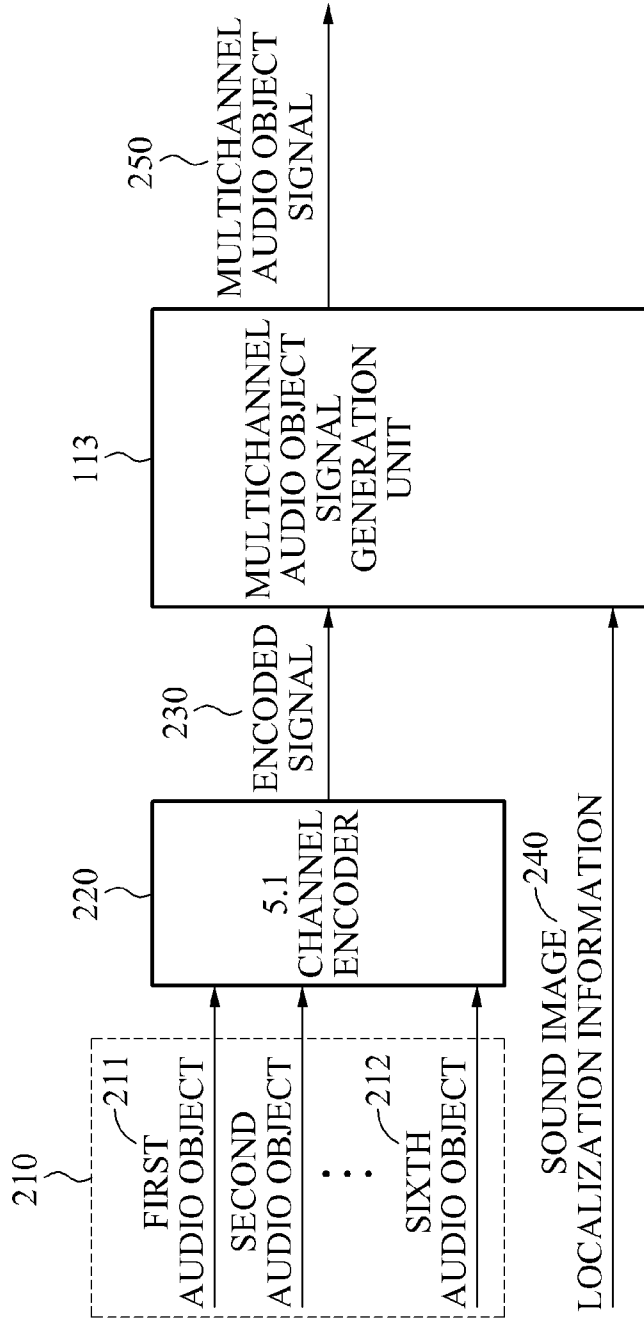 210
211
FIRST
AUDIO OBJECT
SECOND
AUDIO OBJECT
...
212
SIXTH
AUDIO OBJECT
220
5.1
CHANNEL
ENCODER
230
ENCODED
SIGNAL
SOUND IMAGE 240
LOCALIZATION INFORMATION
113
MULTICHANNEL
AUDIO OBJECT
SIGNAL
GENERATION
UNIT
250
MULTICHANNEL
AUDIO OBJECT
SIGNAL